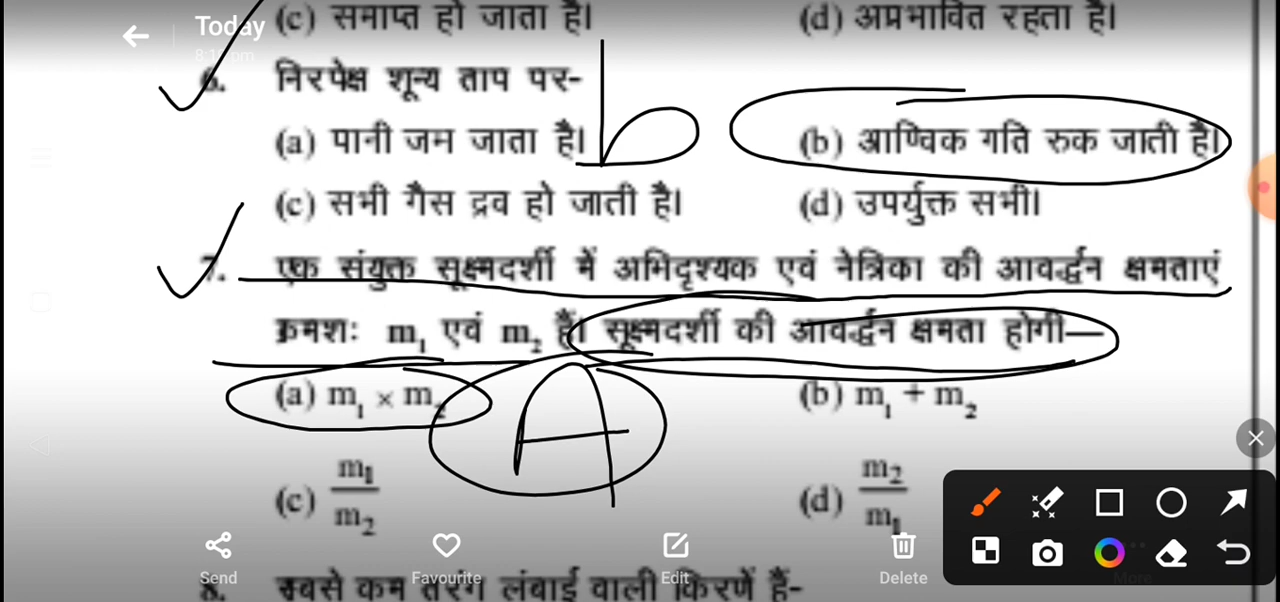 Today
(c) समाप्त हो जाता है।
(d) अप्रभावित रहता है।
6. निरपेक्ष शून्य ताप पर-
b
(a) पानी जम जाता है।
(b) आण्विक गति रुक जाती है।
(c) सभी गैस द्रव हो जाती है।
(d) उपर्युक्त सभी।
7. एक संयुक्त सूक्ष्मदर्शी में अभिदृश्यक एवं नेत्रिका की आवर्द्धन क्षमताएं
क्रमशः m₁ एवं m₂ हैं। सूक्ष्मदर्शी की आवर्द्धन क्षमता होगी—
(a) m₁ × m₂
(b) m₁ + m₂
A
(c) m₁/m₂
(d) m₂/m₁
Send
Favourite
Edit
Delete
More
8. सबसे कम तरंग लंबाई वाली किरणें हैं-